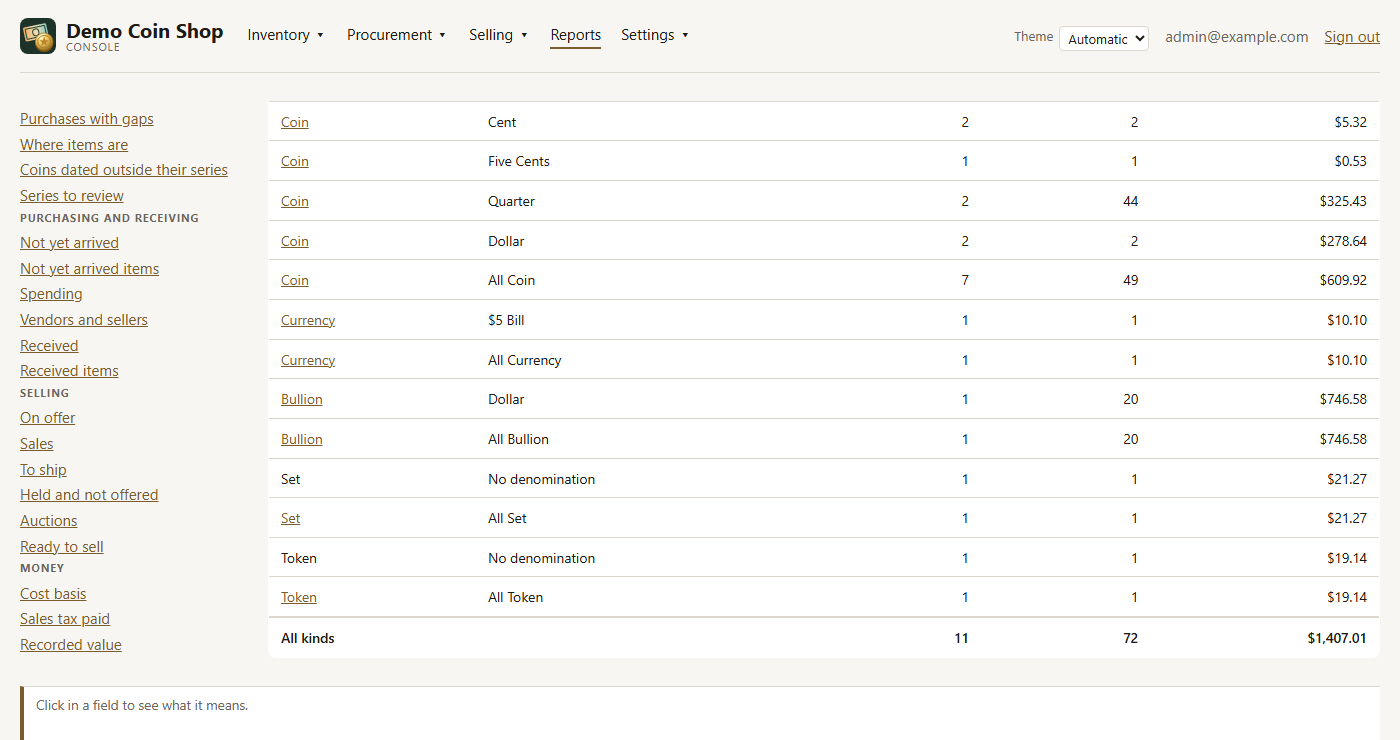 Demo Coin Shop
CONSOLE
Inventory ▼ Procurement ▼ Selling ▼ Reports Settings ▼
Theme Automatic admin@example.com Sign out
Purchases with gaps
Where items are
Coins dated outside their series
Series to review
PURCHASING AND RECEIVING
Not yet arrived
Not yet arrived items
Spending
Vendors and sellers
Received
Received items
SELLING
On offer
Sales
To ship
Held and not offered
Auctions
Ready to sell
MONEY
Cost basis
Sales tax paid
Recorded value
Coin Cent 2 2 $5.32
Coin Five Cents 1 1 $0.53
Coin Quarter 2 44 $325.43
Coin Dollar 2 2 $278.64
Coin All Coin 7 49 $609.92
Currency $5 Bill 1 1 $10.10
Currency All Currency 1 1 $10.10
Bullion Dollar 1 20 $746.58
Bullion All Bullion 1 20 $746.58
Set No denomination 1 1 $21.27
Set All Set 1 1 $21.27
Token No denomination 1 1 $19.14
Token All Token 1 1 $19.14
All kinds 11 72 $1,407.01
Click in a field to see what it means.